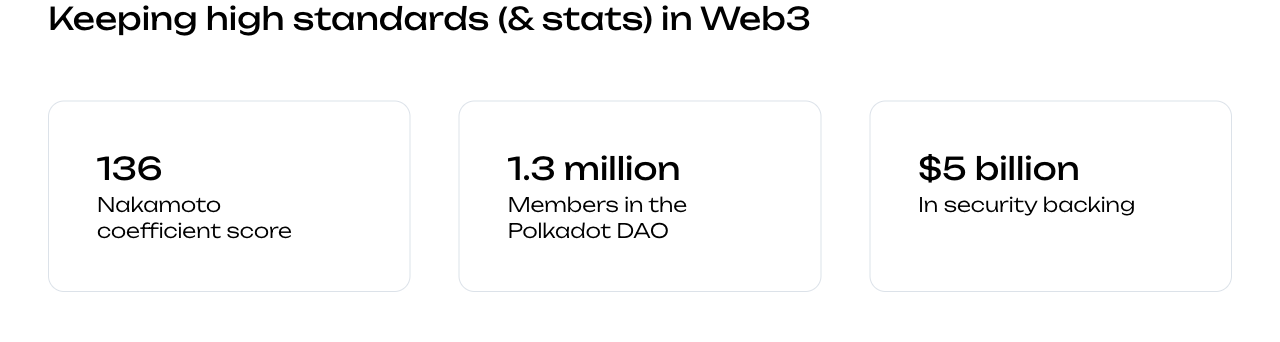 Keeping high standards (& stats) in Web3
136
Nakamoto
coefficient score
1.3 million
Members in the
Polkadot DAO
$5 billion
In security backing